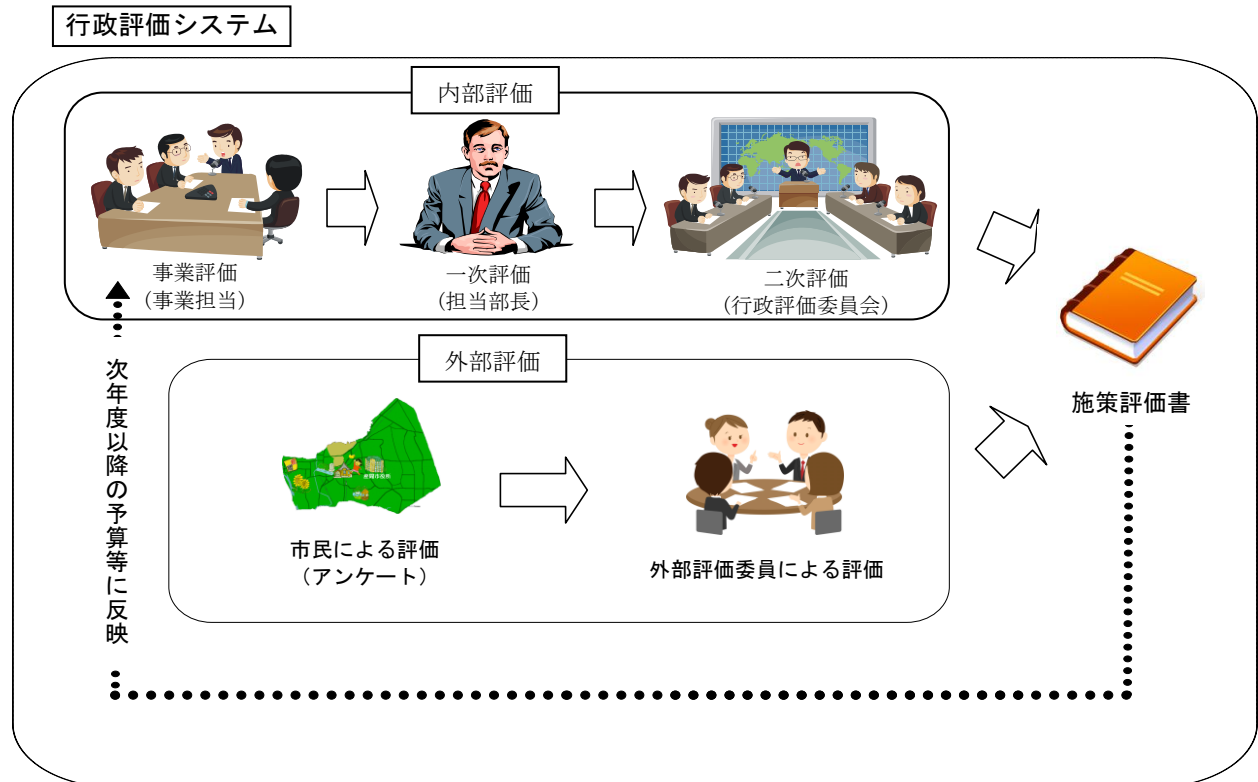 行政評価システム
内部評価
事業評価
（事業担当）
一次評価
（担当部長）
二次評価
（行政評価委員会）
外部評価
市民による評価
（アンケート）
外部評価委員による評価
施策評価書
次年度以降の予算等に反映